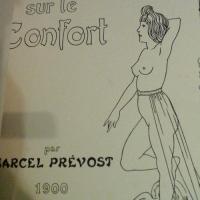 sur le
Confort
par
MARCEL PRÉVOST
1900